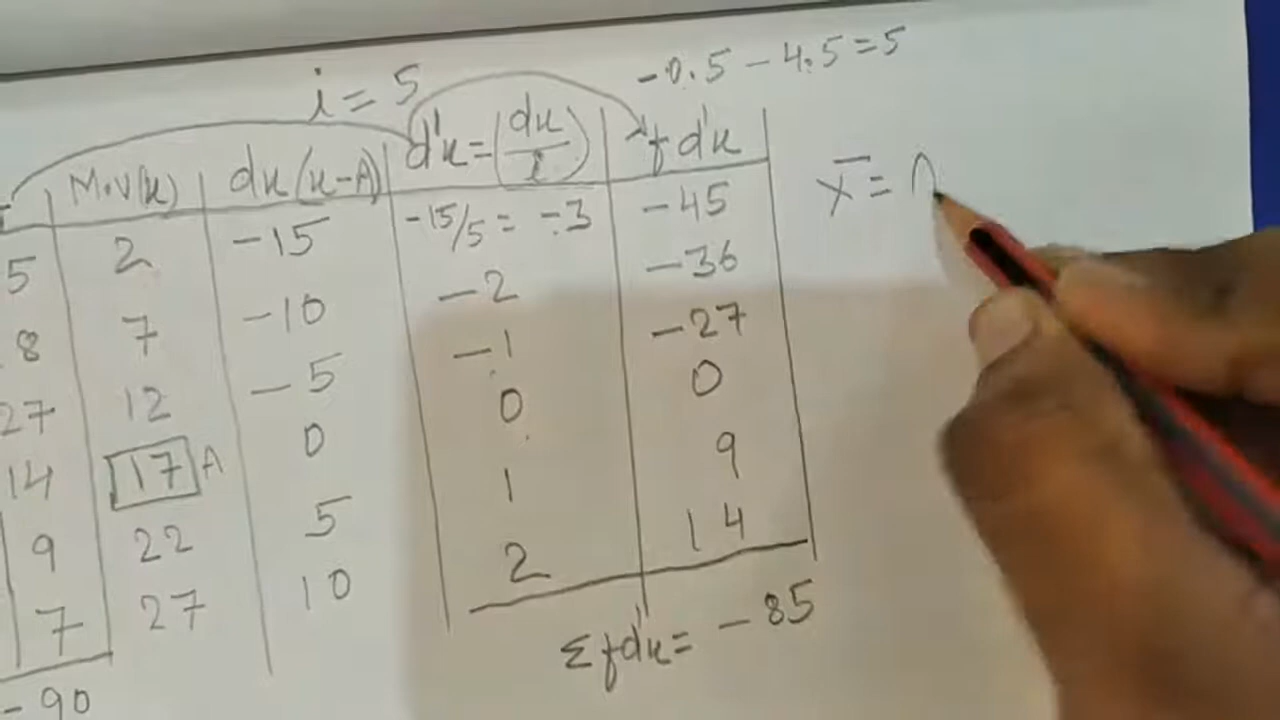 i = 5
-0.5 - 4.5 = 5
M.V(x) dx(x-A) d'x=(dx/i) fd'x
5 2 -15 -15/5 = -3 -45
8 7 -10 -2 -36
27 12 -5 -1 -27
14 17 A 0 0 0
9 22 5 1 9
7 27 10 2 14
- 90 Σfd'x = -85
x̄ =